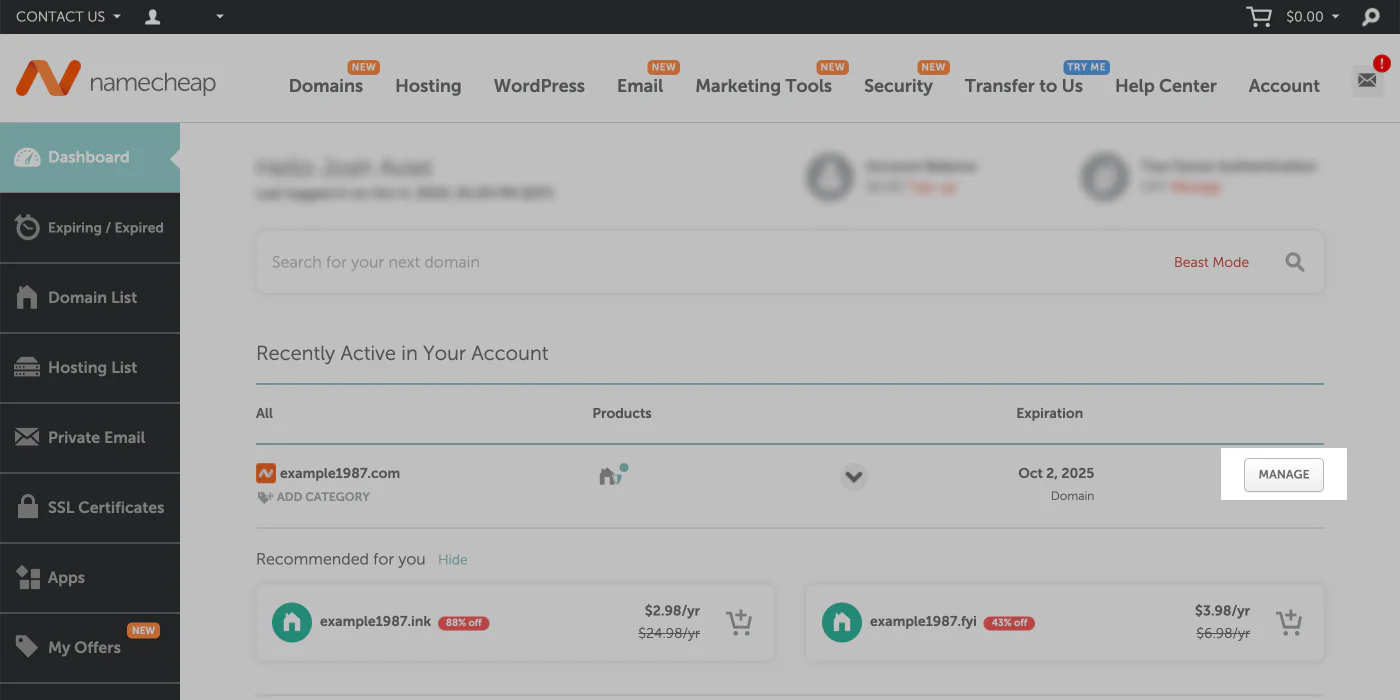 CONTACT US
$0.00
namecheap
NEW
NEW
NEW
NEW
TRY ME
Domains Hosting WordPress Email Marketing Tools Security Transfer to Us Help Center Account
!
Dashboard
Expiring / Expired
Domain List
Hosting List
Private Email
SSL Certificates
Apps
NEW
My Offers
Search for your next domain
Beast Mode
Recently Active in Your Account
All Products Expiration
example1987.com
Oct 2, 2025
MANAGE
ADD CATEGORY
Domain
Recommended for you Hide
example1987.ink 88% off
$2.98/yr
$24.98/yr
example1987.fyi 43% off
$3.98/yr
$6.98/yr